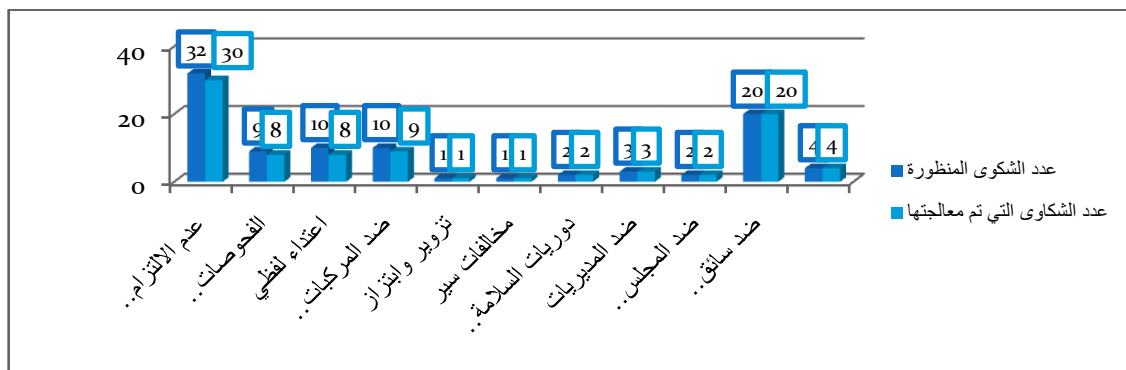 40
20
0
32 30
9 8
10 8
10 9
1 1
1 1
2 2
3 3
2 2
20 20
4 4
عدم الالتزام..
الفحوصات..
اعتداء لفظي
ضد المركبات..
تزوير وابتزاز
مخالفات سير
دوريات السلامة..
ضد المديريات
ضد المجلس..
ضد سائق..
عدد الشكوى المنظورة
عدد الشكاوى التي تم معالجتها